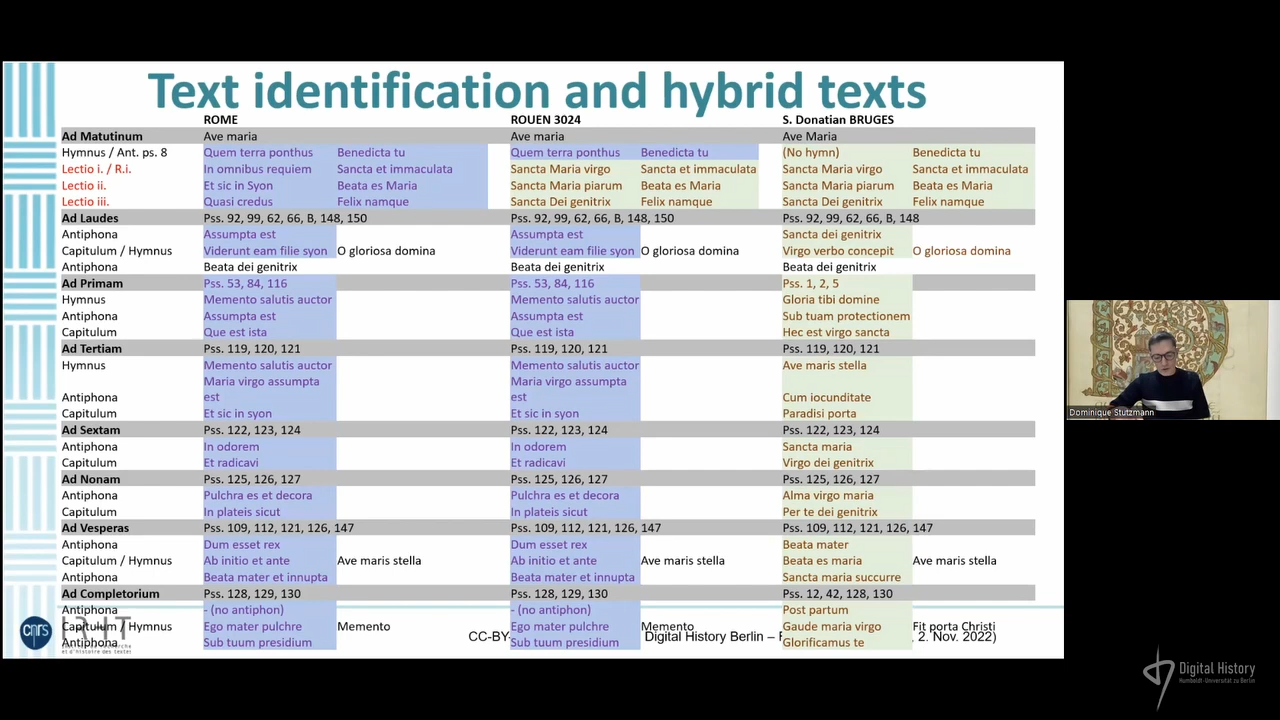 Text identification and hybrid texts
ROME ROUEN 3024 S. Donatian BRUGES
Ad Matutinum Ave maria Ave maria Ave Maria
Hymnus / Ant. ps. 8 Quem terra ponthus Benedicta tu Quem terra ponthus Benedicta tu (No hymn) Benedicta tu
Lectio i. / R.i. In omnibus requiem Sancta et immaculata Sancta Maria virgo Sancta et immaculata Sancta Maria virgo Sancta et immaculata
Lectio ii. Et sic in Syon Beata es Maria Sancta Maria piarum Beata es Maria Sancta Maria piarum Beata es Maria
Lectio iii. Quasi credus Felix namque Sancta Dei genitrix Felix namque Sancta Dei genitrix Felix namque
Ad Laudes Pss. 92, 99, 62, 66, B, 148, 150 Pss. 92, 99, 62, 66, B, 148, 150 Pss. 92, 99, 62, 66, B, 148
Antiphona Assumpta est Assumpta est Sancta dei genitrix
Capitulum / Hymnus Viderunt eam filie syon O gloriosa domina Viderunt eam filie syon O gloriosa domina Virgo verbo concepit O gloriosa domina
Antiphona Beata dei genitrix Beata dei genitrix Beata dei genitrix
Ad Primam Pss. 53, 84, 116 Pss. 53, 84, 116 Pss. 1, 2, 5
Hymnus Memento salutis auctor Memento salutis auctor Gloria tibi domine
Antiphona Assumpta est Assumpta est Sub tuam protectionem
Capitulum Que est ista Que est ista Hec est virgo sancta
Ad Tertiam Pss. 119, 120, 121 Pss. 119, 120, 121 Pss. 119, 120, 121
Hymnus Memento salutis auctor Memento salutis auctor Ave maris stella
Maria virgo assumpta Maria virgo assumpta
Antiphona est est Cum iocunditate
Capitulum Et sic in syon Et sic in syon Paradisi porta
Ad Sextam Pss. 122, 123, 124 Pss. 122, 123, 124 Pss. 122, 123, 124
Antiphona In odorem In odorem Sancta maria
Capitulum Et radicavi Et radicavi Virgo dei genitrix
Ad Nonam Pss. 125, 126, 127 Pss. 125, 126, 127 Pss. 125, 126, 127
Antiphona Pulchra es et decora Pulchra es et decora Alma virgo maria
Capitulum In plateis sicut In plateis sicut Per te dei genitrix
Ad Vesperas Pss. 109, 112, 121, 126, 147 Pss. 109, 112, 121, 126, 147 Pss. 109, 112, 121, 126, 147
Antiphona Dum esset rex Dum esset rex Beata mater
Capitulum / Hymnus Ab initio et ante Ave maris stella Ab initio et ante Ave maris stella Beata es maria Ave maris stella
Antiphona Beata mater et innupta Beata mater et innupta Sancta maria succurre
Ad Completorium Pss. 128, 129, 130 Pss. 128, 129, 130 Pss. 12, 42, 128, 130
Antiphona - (no antiphon) - (no antiphon) Post partum
Capitulum / Hymnus Ego mater pulchre Memento Ego mater pulchre Memento Gaude maria virgo Fit porta Christi
Antiphona Sub tuum presidium Sub tuum presidium Glorificamus te
cnrs
et d'histoire des textes
CC-BY- Digital History Berlin – 2. Nov. 2022)
Dominique Stutzmann
Digital History
Humboldt-Universität zu Berlin